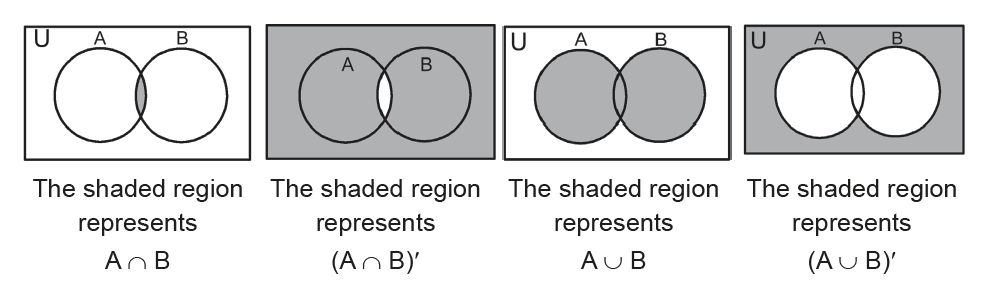 U A B
A B
U A B
U A B
The shaded region
represents
A ∩ B
The shaded region
represents
(A ∩ B)′
The shaded region
represents
A ∪ B
The shaded region
represents
(A ∪ B)′